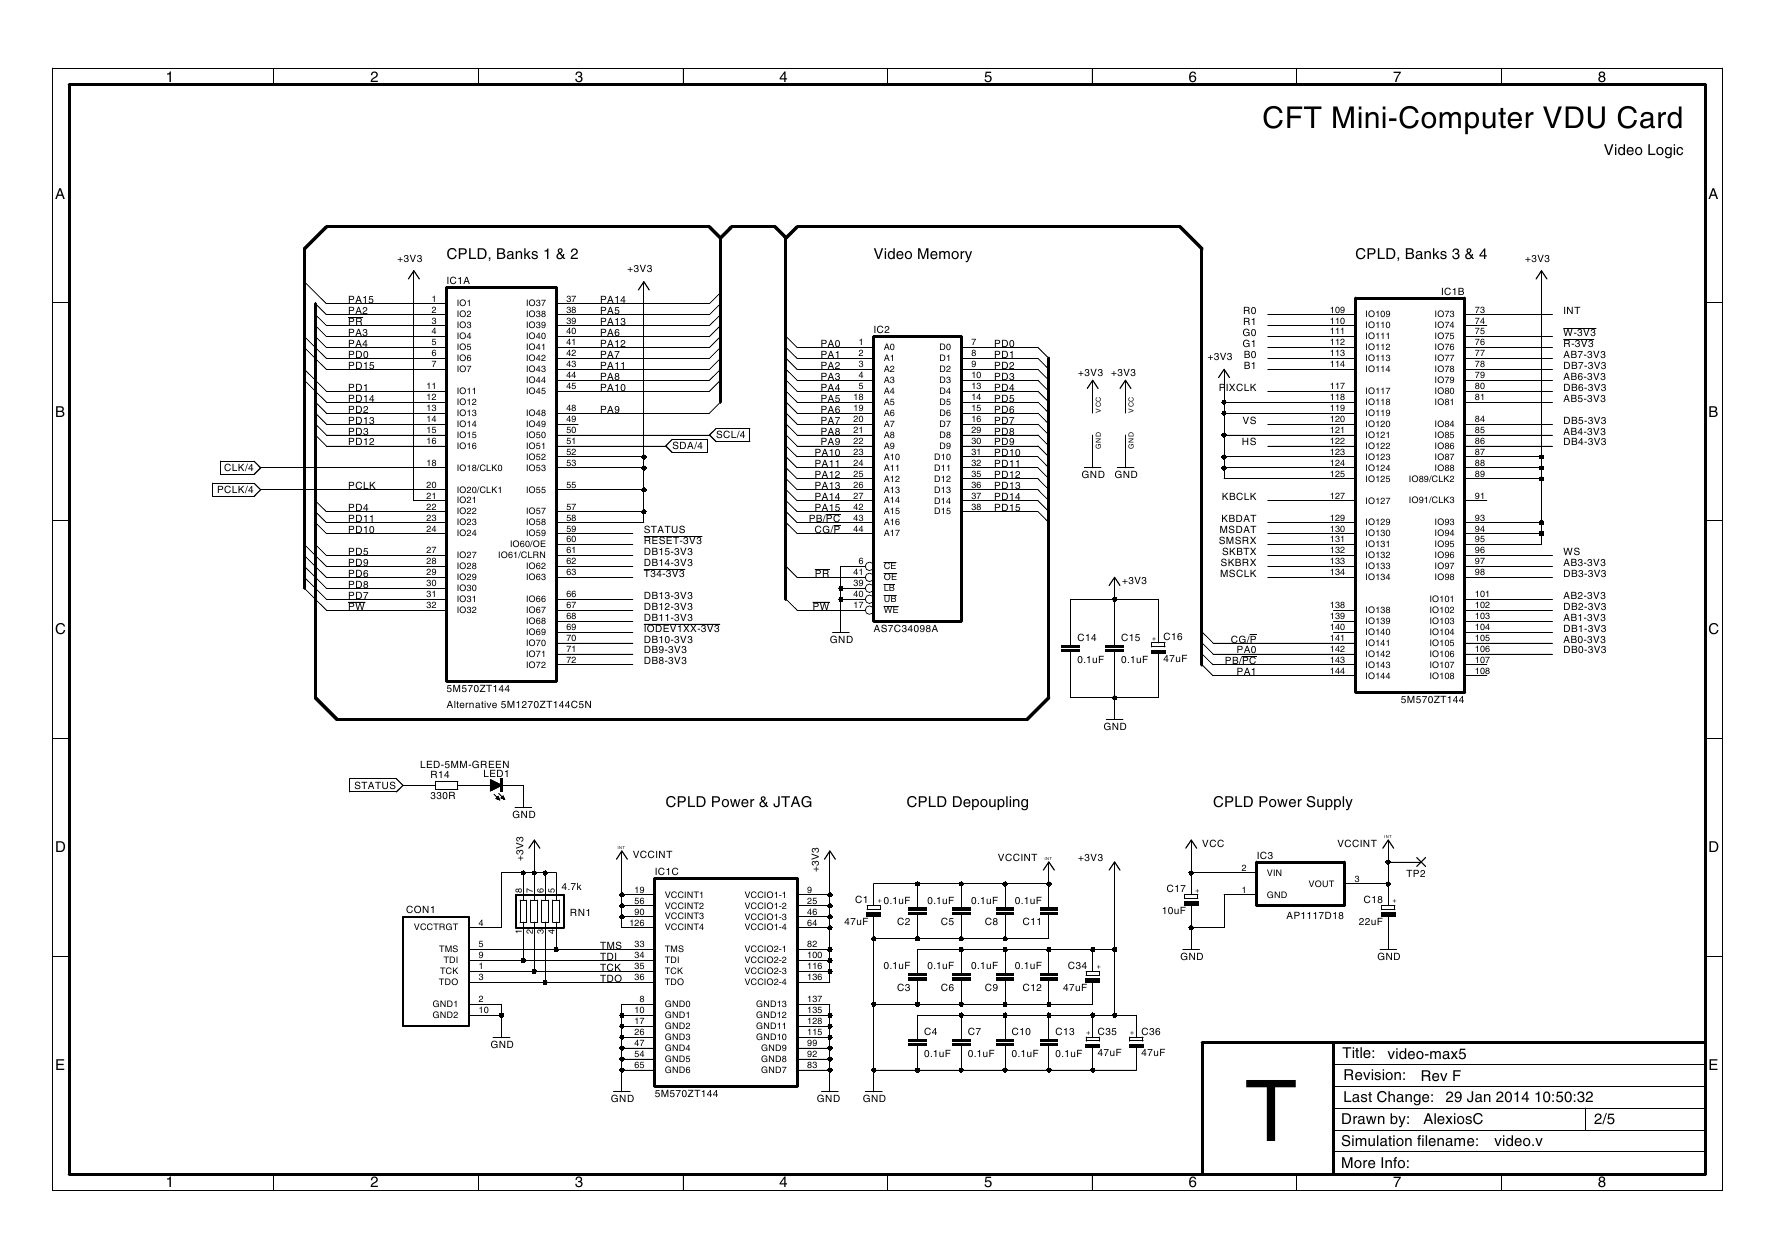 1 2 3 4 5 6 7 8
CFT Mini-Computer VDU Card
Video Logic
A A
B B
C C
D D
E E
CPLD, Banks 1 & 2
+3V3
+3V3
IC1A
PA15 1 IO1 IO37 37 PA14
PA2 2 IO2 IO38 38 PA5
PR 3 IO3 IO39 39 PA13
PA3 4 IO4 IO40 40 PA6
PA4 5 IO5 IO41 41 PA12
PD0 6 IO6 IO42 42 PA7
PD15 7 IO7 IO43 43 PA11
IO44 44 PA8
PD1 11 IO11 IO45 45 PA10
PD14 12 IO12
PD2 13 IO13 IO48 48 PA9
PD13 14 IO14 IO49 49
PD3 15 IO15 IO50 50 SCL/4
PD12 16 IO16 IO51 51 SDA/4
IO52 52
CLK/4 18 IO18/CLK0 IO53 53
PCLK/4 PCLK 20 IO20/CLK1 IO55 55
21 IO21
PD4 22 IO22 IO57 57
PD11 23 IO23 IO58 58
PD10 24 IO24 IO59 59 STATUS
IO60/OE 60 RESET-3V3
PD5 27 IO27 IO61/CLRN 61 DB15-3V3
PD9 28 IO28 IO62 62 DB14-3V3
PD6 29 IO29 IO63 63 T34-3V3
PD8 30 IO30
PD7 31 IO31 IO66 66 DB13-3V3
PW 32 IO32 IO67 67 DB12-3V3
IO68 68 DB11-3V3
IO69 69 IODEV1XX-3V3
IO70 70 DB10-3V3
IO71 71 DB9-3V3
IO72 72 DB8-3V3
5M570ZT144
Alternative 5M1270ZT144C5N
Video Memory
IC2
PA0 1 A0 D0 7 PD0
PA1 2 A1 D1 8 PD1
PA2 3 A2 D2 9 PD2
PA3 4 A3 D3 10 PD3
PA4 5 A4 D4 13 PD4
PA5 18 A5 D5 14 PD5
PA6 19 A6 D6 15 PD6
PA7 20 A7 D7 16 PD7
PA8 21 A8 D8 29 PD8
PA9 22 A9 D9 30 PD9
PA10 23 A10 D10 31 PD10
PA11 24 A11 D11 32 PD11
PA12 25 A12 D12 35 PD12
PA13 26 A13 D13 36 PD13
PA14 27 A14 D14 37 PD14
PA15 42 A15 D15 38 PD15
PB/PC 43 A16
CG/P 44 A17
6 CE
PR 41 OE
39 LB
40 UB
PW 17 WE
GND
AS7C34098A
+3V3 +3V3
VCC VCC
GND GND
GND GND
+3V3
C14 C15 C16
0.1uF 0.1uF 47uF
GND
CPLD, Banks 3 & 4
+3V3
+3V3
IC1B
R0 109 IO109 IO73 73 INT
R1 110 IO110 IO74 74
G0 111 IO111 IO75 75 W-3V3
G1 112 IO112 IO76 76 R-3V3
B0 113 IO113 IO77 77 AB7-3V3
B1 114 IO114 IO78 78 DB7-3V3
IO79 79 AB6-3V3
PIXCLK 117 IO117 IO80 80 DB6-3V3
118 IO118 IO81 81 AB5-3V3
119 IO119
VS 120 IO120 IO84 84 DB5-3V3
121 IO121 IO85 85 AB4-3V3
HS 122 IO122 IO86 86 DB4-3V3
123 IO123 IO87 87
124 IO124 IO88 88
125 IO125 IO89/CLK2 89
KBCLK 127 IO127 IO91/CLK3 91
KBDAT 129 IO129 IO93 93
MSDAT 130 IO130 IO94 94
SMSRX 131 IO131 IO95 95
SKBTX 132 IO132 IO96 96 WS
SKBRX 133 IO133 IO97 97 AB3-3V3
MSCLK 134 IO134 IO98 98 DB3-3V3
IO101 101 AB2-3V3
138 IO138 IO102 102 DB2-3V3
139 IO139 IO103 103 AB1-3V3
140 IO140 IO104 104 DB1-3V3
CG/P 141 IO141 IO105 105 AB0-3V3
PA0 142 IO142 IO106 106 DB0-3V3
PB/PC 143 IO143 IO107 107
PA1 144 IO144 IO108 108
5M570ZT144
LED-5MM-GREEN
R14 LED1
STATUS
330R
GND
CPLD Power & JTAG
+3V3
8 7 6 5
4.7k
RN1
1 2 3 4
CON1
VCCTRGT 4
TMS 5
TDI 9
TCK 1
TDO 3
GND1 2
GND2 10
GND
INT VCCINT
+3V3
IC1C
19 VCCINT1 VCCIO1-1 9
56 VCCINT2 VCCIO1-2 25
90 VCCINT3 VCCIO1-3 46
126 VCCINT4 VCCIO1-4 64
TMS 33 TMS VCCIO2-1 82
TDI 34 TDI VCCIO2-2 100
TCK 35 TCK VCCIO2-3 116
TDO 36 TDO VCCIO2-4 136
8 GND0 GND13 137
10 GND1 GND12 135
17 GND2 GND11 128
26 GND3 GND10 115
47 GND4 GND9 99
54 GND5 GND8 92
65 GND6 GND7 83
GND GND
5M570ZT144
CPLD Depoupling
VCCINT INT +3V3
C1 0.1uF 0.1uF 0.1uF 0.1uF
47uF C2 C5 C8 C11
0.1uF 0.1uF 0.1uF 0.1uF C34
C3 C6 C9 C12 47uF
C4 C7 C10 C13 C35 C36
0.1uF 0.1uF 0.1uF 0.1uF 47uF 47uF
GND
CPLD Power Supply
VCC VCCINT INT
IC3
2 VIN VOUT 3 TP2
1 GND
C17 C18
10uF 22uF
AP1117D18
GND GND
T
Title: video-max5
Revision: Rev F
Last Change: 29 Jan 2014 10:50:32
Drawn by: AlexiosC 2/5
Simulation filename: video.v
More Info:
1 2 3 4 5 6 7 8